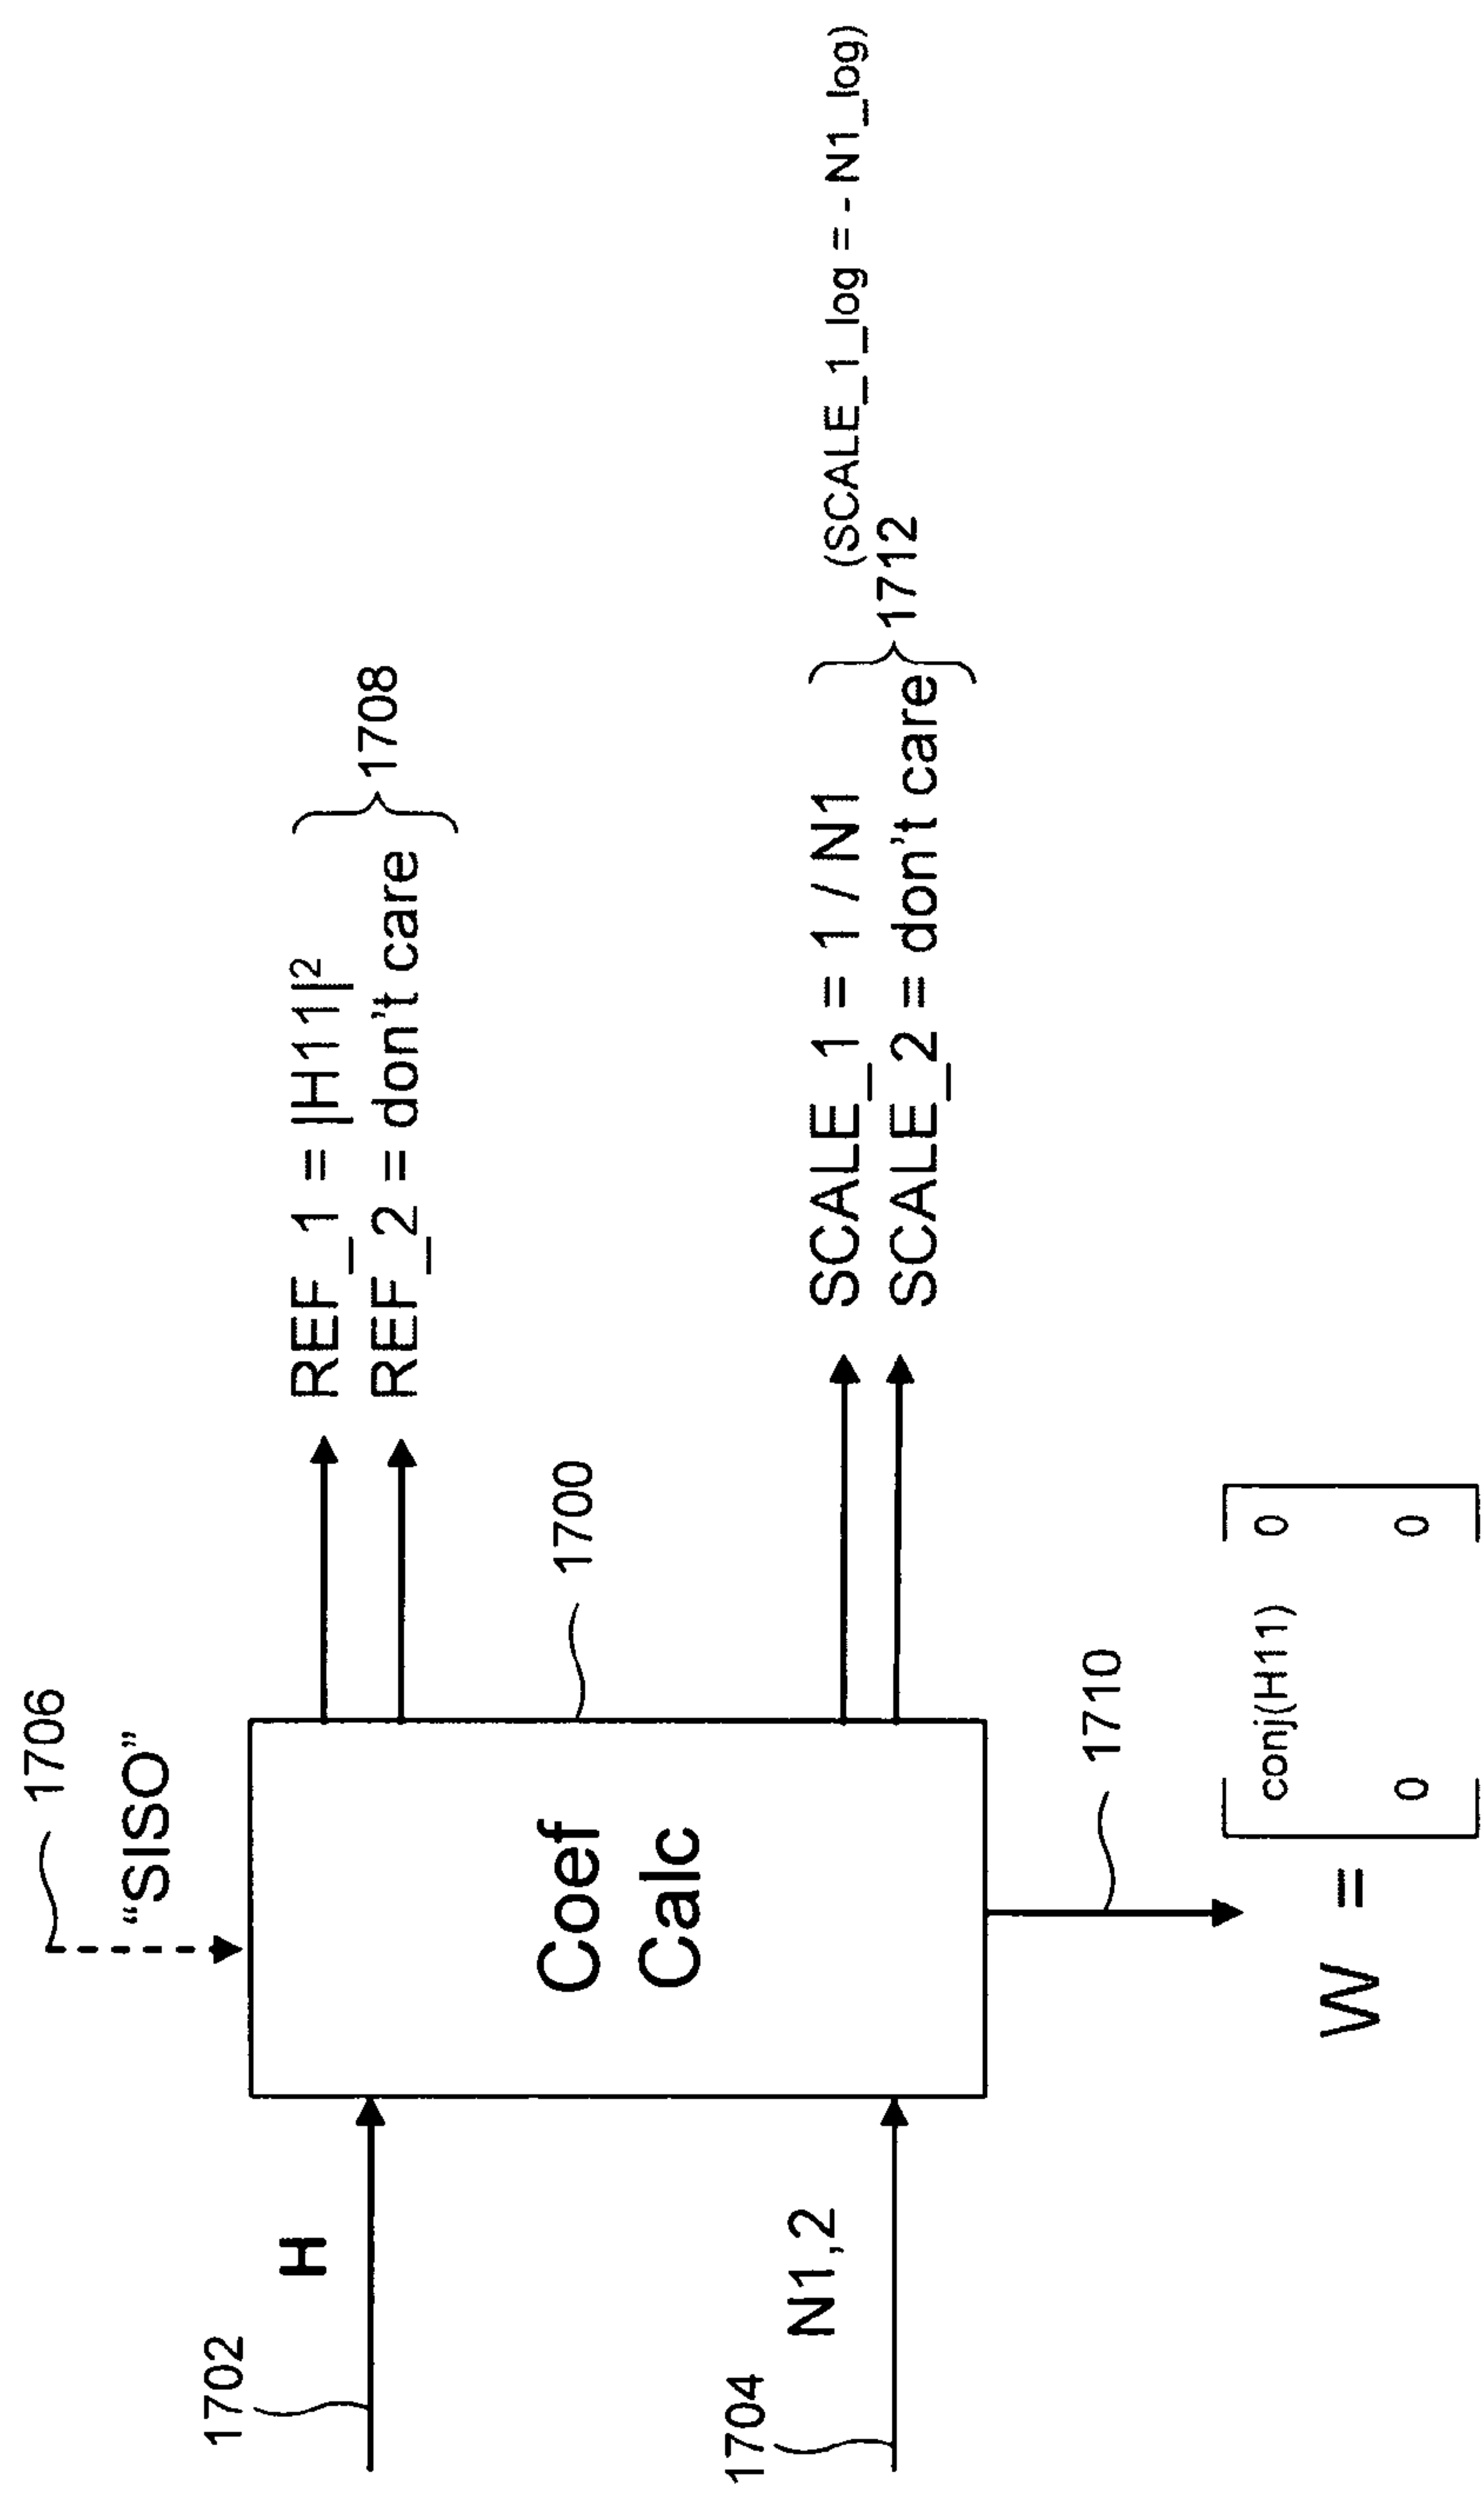 1706
"SISO"
1702
H
REF_1 = |H11|²
REF_2 = don't care
1708
Coef
Calc
1700
1704
N1,2
SCALE_1 = 1 / N1
SCALE_2 = don't care
1712
(SCALE_1_log = - N1_log)
1710
W =
conj(H11) 0
0 0